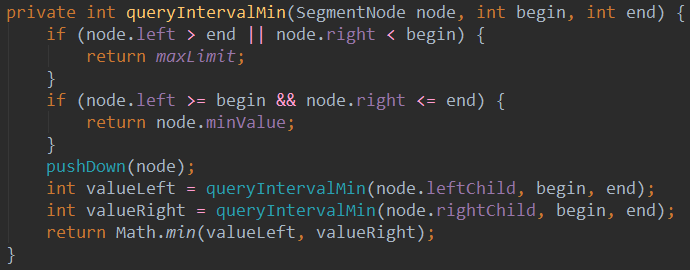 private int queryIntervalMin(SegmentNode node, int begin, int end) {
    if (node.left > end || node.right < begin) {
        return maxLimit;
    }
    if (node.left >= begin && node.right <= end) {
        return node.minValue;
    }
    pushDown(node);
    int valueLeft = queryIntervalMin(node.leftChild, begin, end);
    int valueRight = queryIntervalMin(node.rightChild, begin, end);
    return Math.min(valueLeft, valueRight);
}